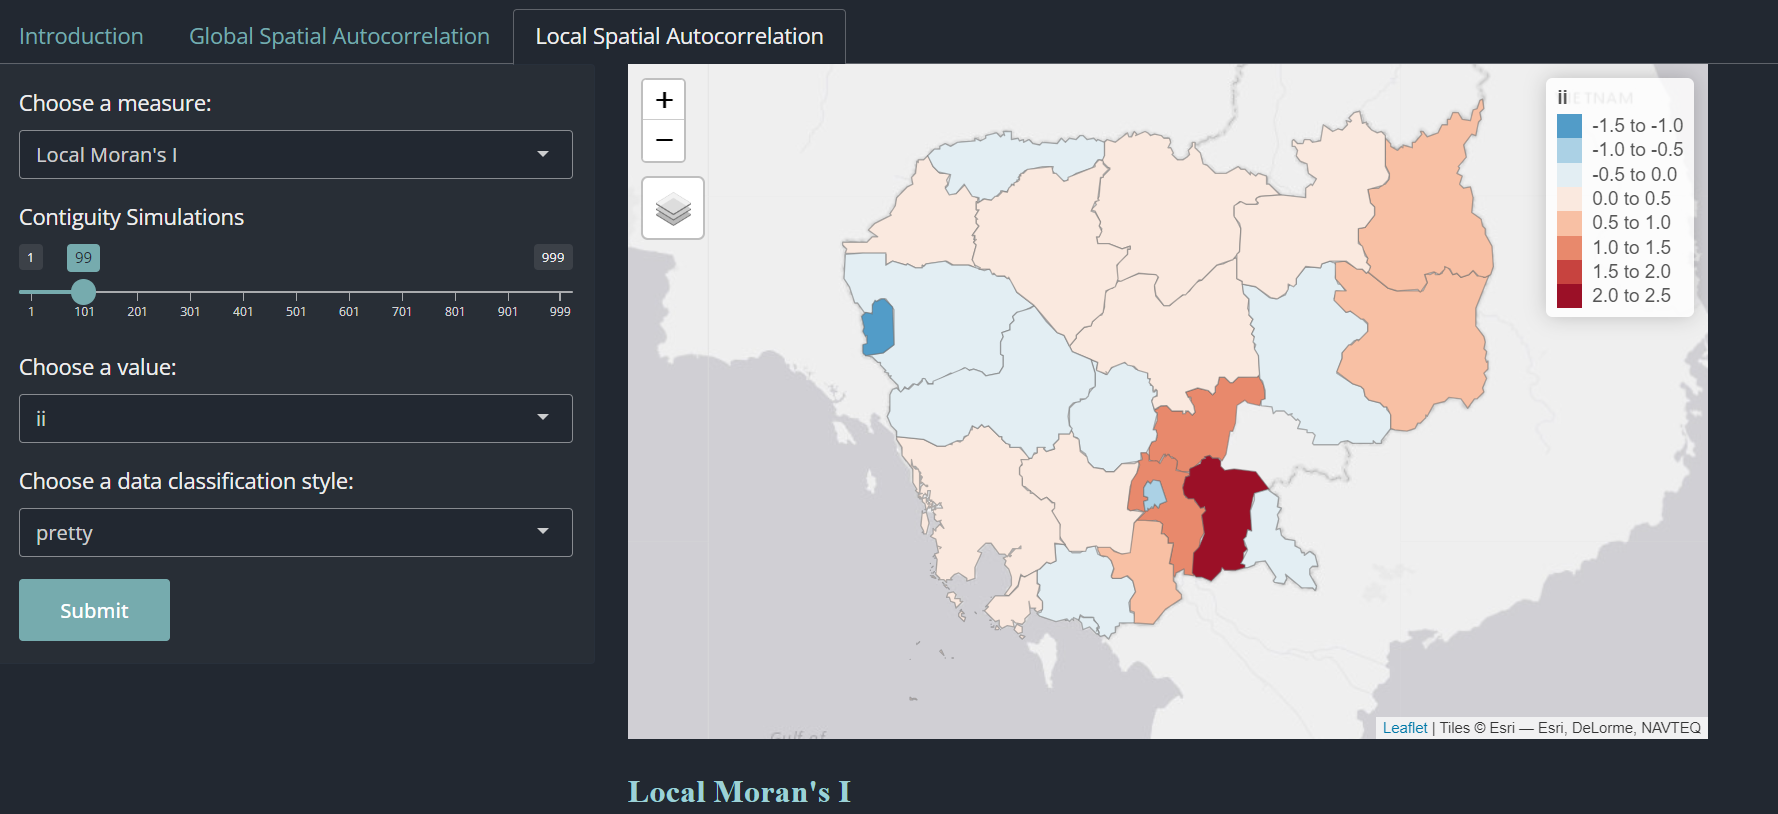 Introduction
Global Spatial Autocorrelation
Local Spatial Autocorrelation
Choose a measure:
Local Moran's I
Contiguity Simulations
1
99
999
1 101 201 301 401 501 601 701 801 901 999
Choose a value:
ii
Choose a data classification style:
pretty
Submit
+
−
ii
VIETNAM
-1.5 to -1.0
-1.0 to -0.5
-0.5 to 0.0
0.0 to 0.5
0.5 to 1.0
1.0 to 1.5
1.5 to 2.0
2.0 to 2.5
Gulf of
Leaflet | Tiles © Esri — Esri, DeLorme, NAVTEQ
Local Moran's I